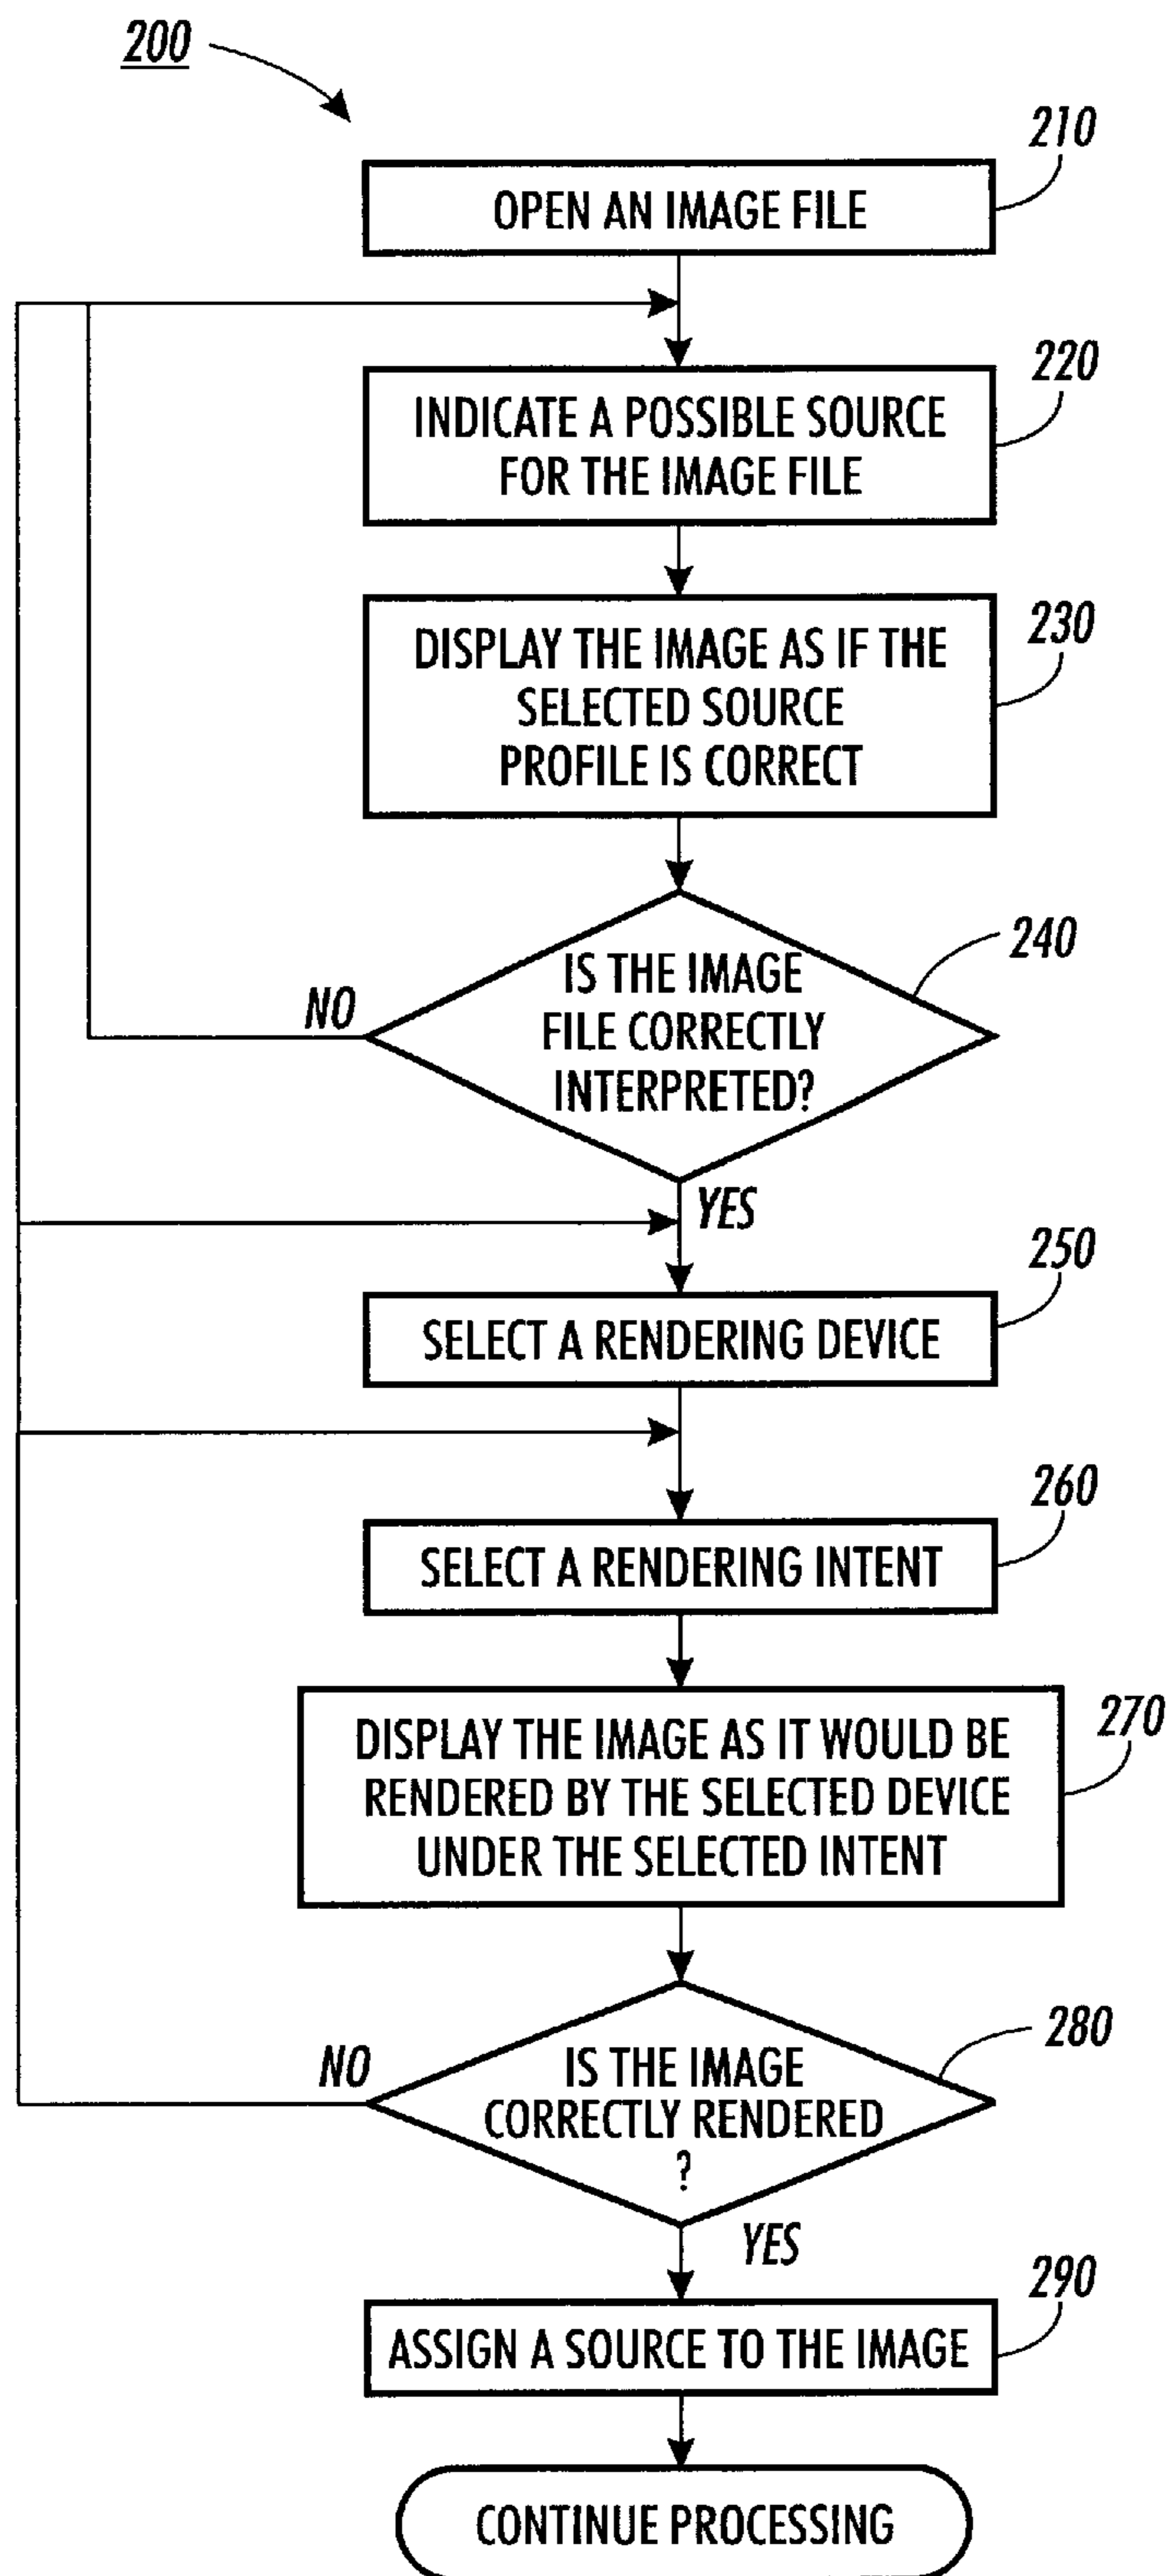 200
210
OPEN AN IMAGE FILE
220
INDICATE A POSSIBLE SOURCE
FOR THE IMAGE FILE
230
DISPLAY THE IMAGE AS IF THE
SELECTED SOURCE
PROFILE IS CORRECT
240
IS THE IMAGE
FILE CORRECTLY
INTERPRETED?
NO
YES
250
SELECT A RENDERING DEVICE
260
SELECT A RENDERING INTENT
270
DISPLAY THE IMAGE AS IT WOULD BE
RENDERED BY THE SELECTED DEVICE
UNDER THE SELECTED INTENT
280
IS THE IMAGE
CORRECTLY RENDERED
?
NO
YES
290
ASSIGN A SOURCE TO THE IMAGE
CONTINUE PROCESSING